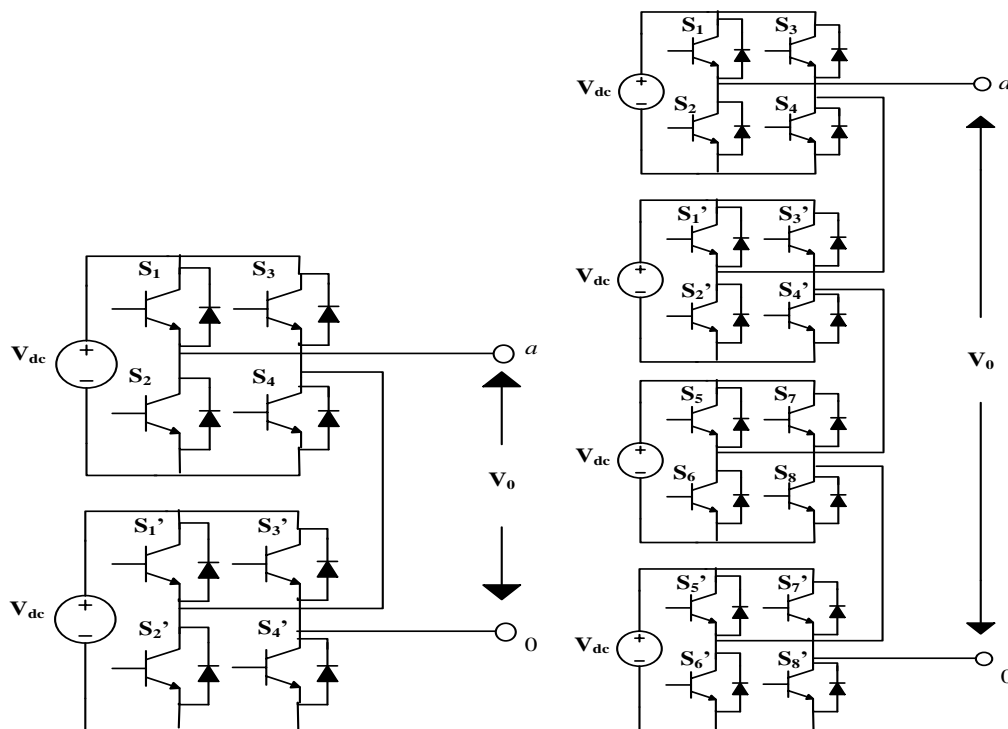 S1 S3
+
Vdc
−
S2 S4
a
V0
S1’ S3’
+
Vdc
−
S2’ S4’
0
S1 S3
+
Vdc
−
S2 S4
a
S1’ S3’
+
Vdc
−
S2’ S4’
V0
S5 S7
+
Vdc
−
S6 S8
S5’ S7’
+
Vdc
−
S6’ S8’
0